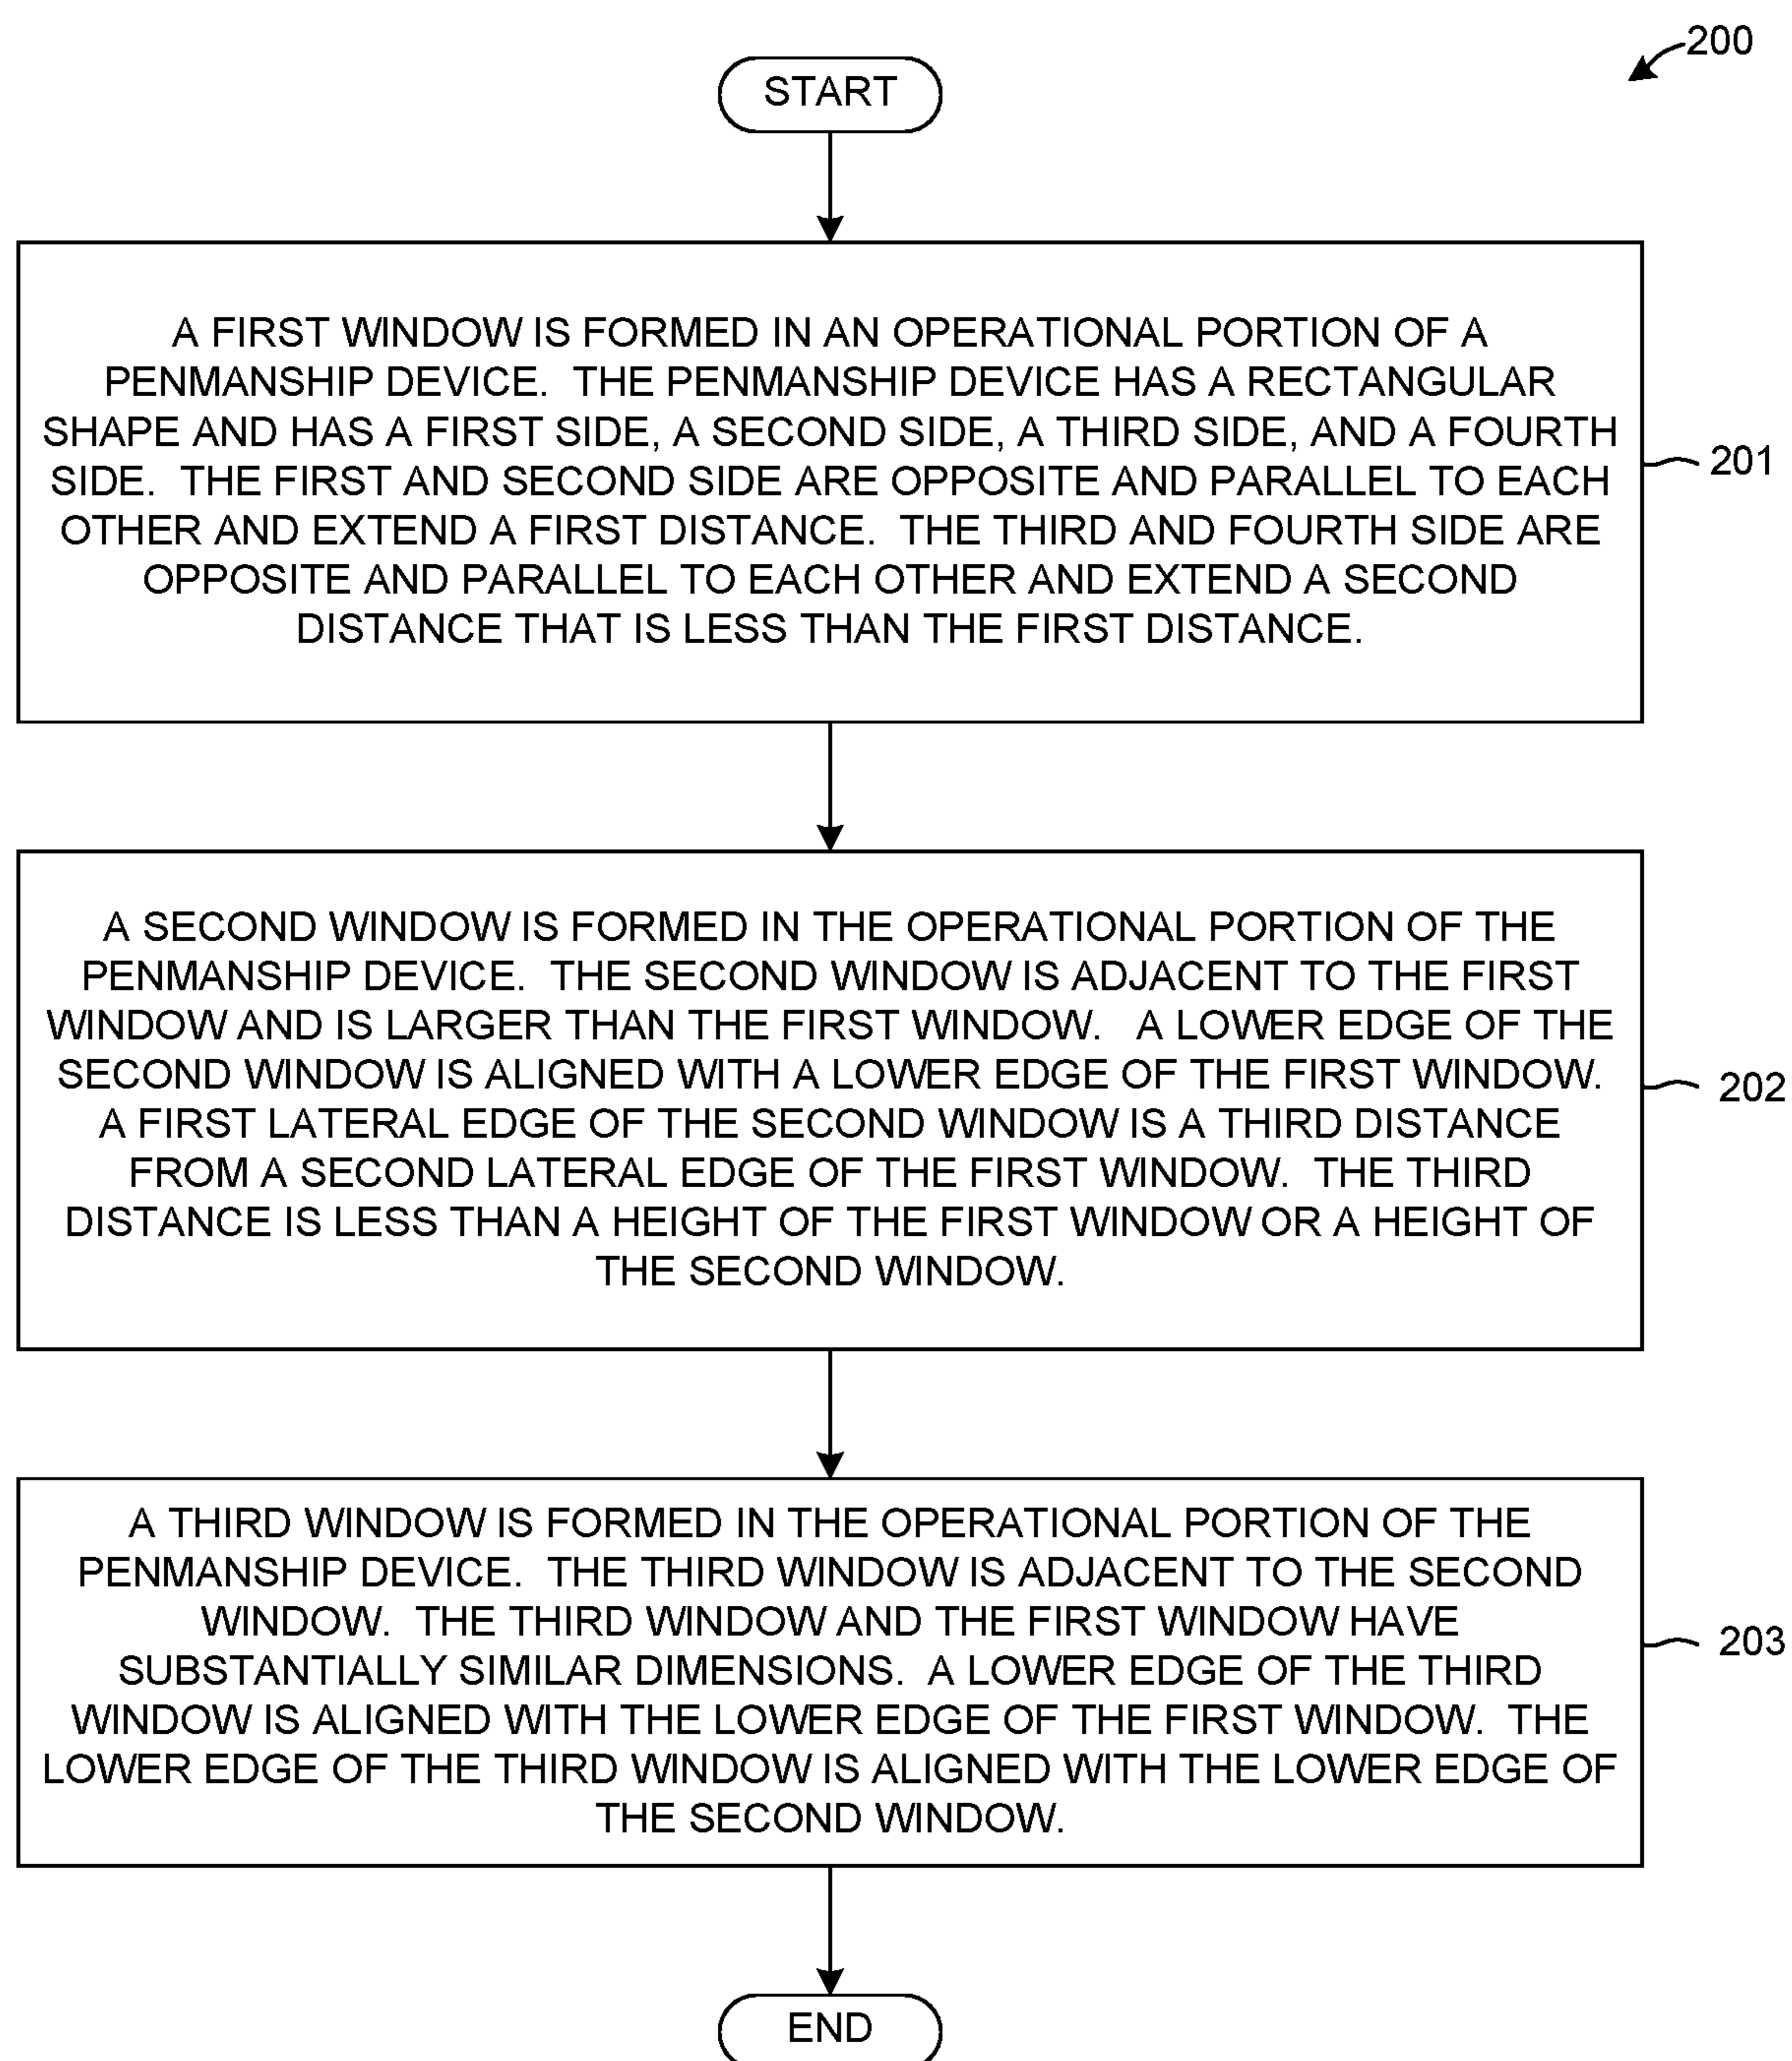 200
START
A FIRST WINDOW IS FORMED IN AN OPERATIONAL PORTION OF A
PENMANSHIP DEVICE. THE PENMANSHIP DEVICE HAS A RECTANGULAR
SHAPE AND HAS A FIRST SIDE, A SECOND SIDE, A THIRD SIDE, AND A FOURTH
SIDE. THE FIRST AND SECOND SIDE ARE OPPOSITE AND PARALLEL TO EACH
OTHER AND EXTEND A FIRST DISTANCE. THE THIRD AND FOURTH SIDE ARE
OPPOSITE AND PARALLEL TO EACH OTHER AND EXTEND A SECOND
DISTANCE THAT IS LESS THAN THE FIRST DISTANCE.
201
A SECOND WINDOW IS FORMED IN THE OPERATIONAL PORTION OF THE
PENMANSHIP DEVICE. THE SECOND WINDOW IS ADJACENT TO THE FIRST
WINDOW AND IS LARGER THAN THE FIRST WINDOW. A LOWER EDGE OF THE
SECOND WINDOW IS ALIGNED WITH A LOWER EDGE OF THE FIRST WINDOW.
A FIRST LATERAL EDGE OF THE SECOND WINDOW IS A THIRD DISTANCE
FROM A SECOND LATERAL EDGE OF THE FIRST WINDOW. THE THIRD
DISTANCE IS LESS THAN A HEIGHT OF THE FIRST WINDOW OR A HEIGHT OF
THE SECOND WINDOW.
202
A THIRD WINDOW IS FORMED IN THE OPERATIONAL PORTION OF THE
PENMANSHIP DEVICE. THE THIRD WINDOW IS ADJACENT TO THE SECOND
WINDOW. THE THIRD WINDOW AND THE FIRST WINDOW HAVE
SUBSTANTIALLY SIMILAR DIMENSIONS. A LOWER EDGE OF THE THIRD
WINDOW IS ALIGNED WITH THE LOWER EDGE OF THE FIRST WINDOW. THE
LOWER EDGE OF THE THIRD WINDOW IS ALIGNED WITH THE LOWER EDGE OF
THE SECOND WINDOW.
203
END